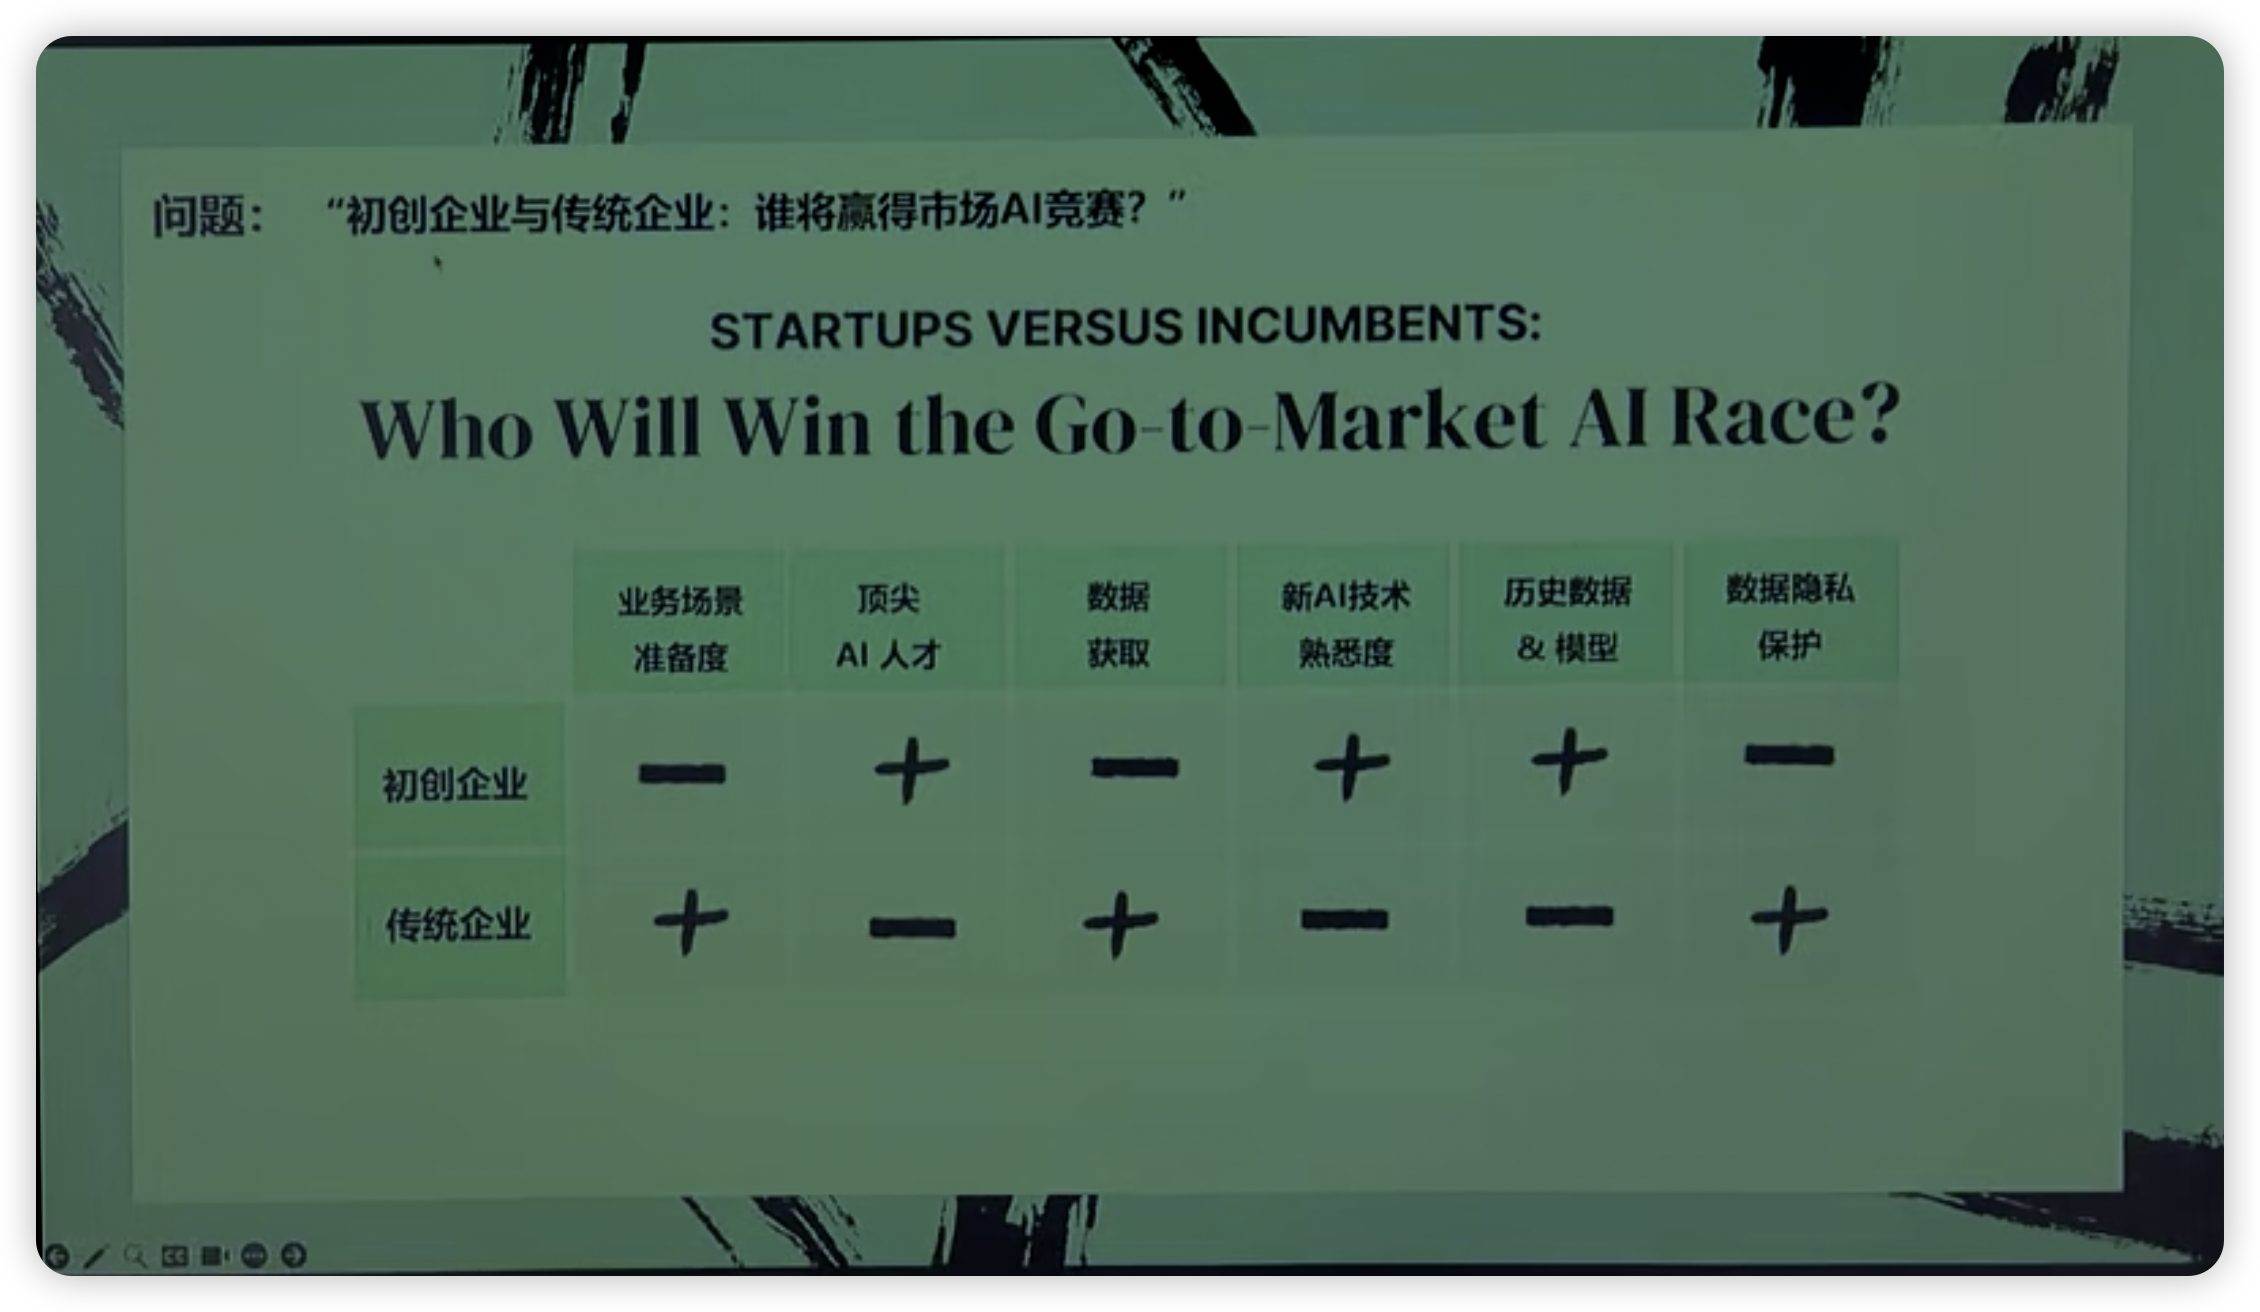 问题： “初创企业与传统企业：谁将赢得市场AI竞赛？”
STARTUPS VERSUS INCUMBENTS:
Who Will Win the Go-to-Market AI Race?
业务场景 顶尖 数据 新AI技术 历史数据 数据隐私
准备度 AI 人才 获取 熟悉度 & 模型 保护
初创企业 — + — + + —
传统企业 + — + — — +